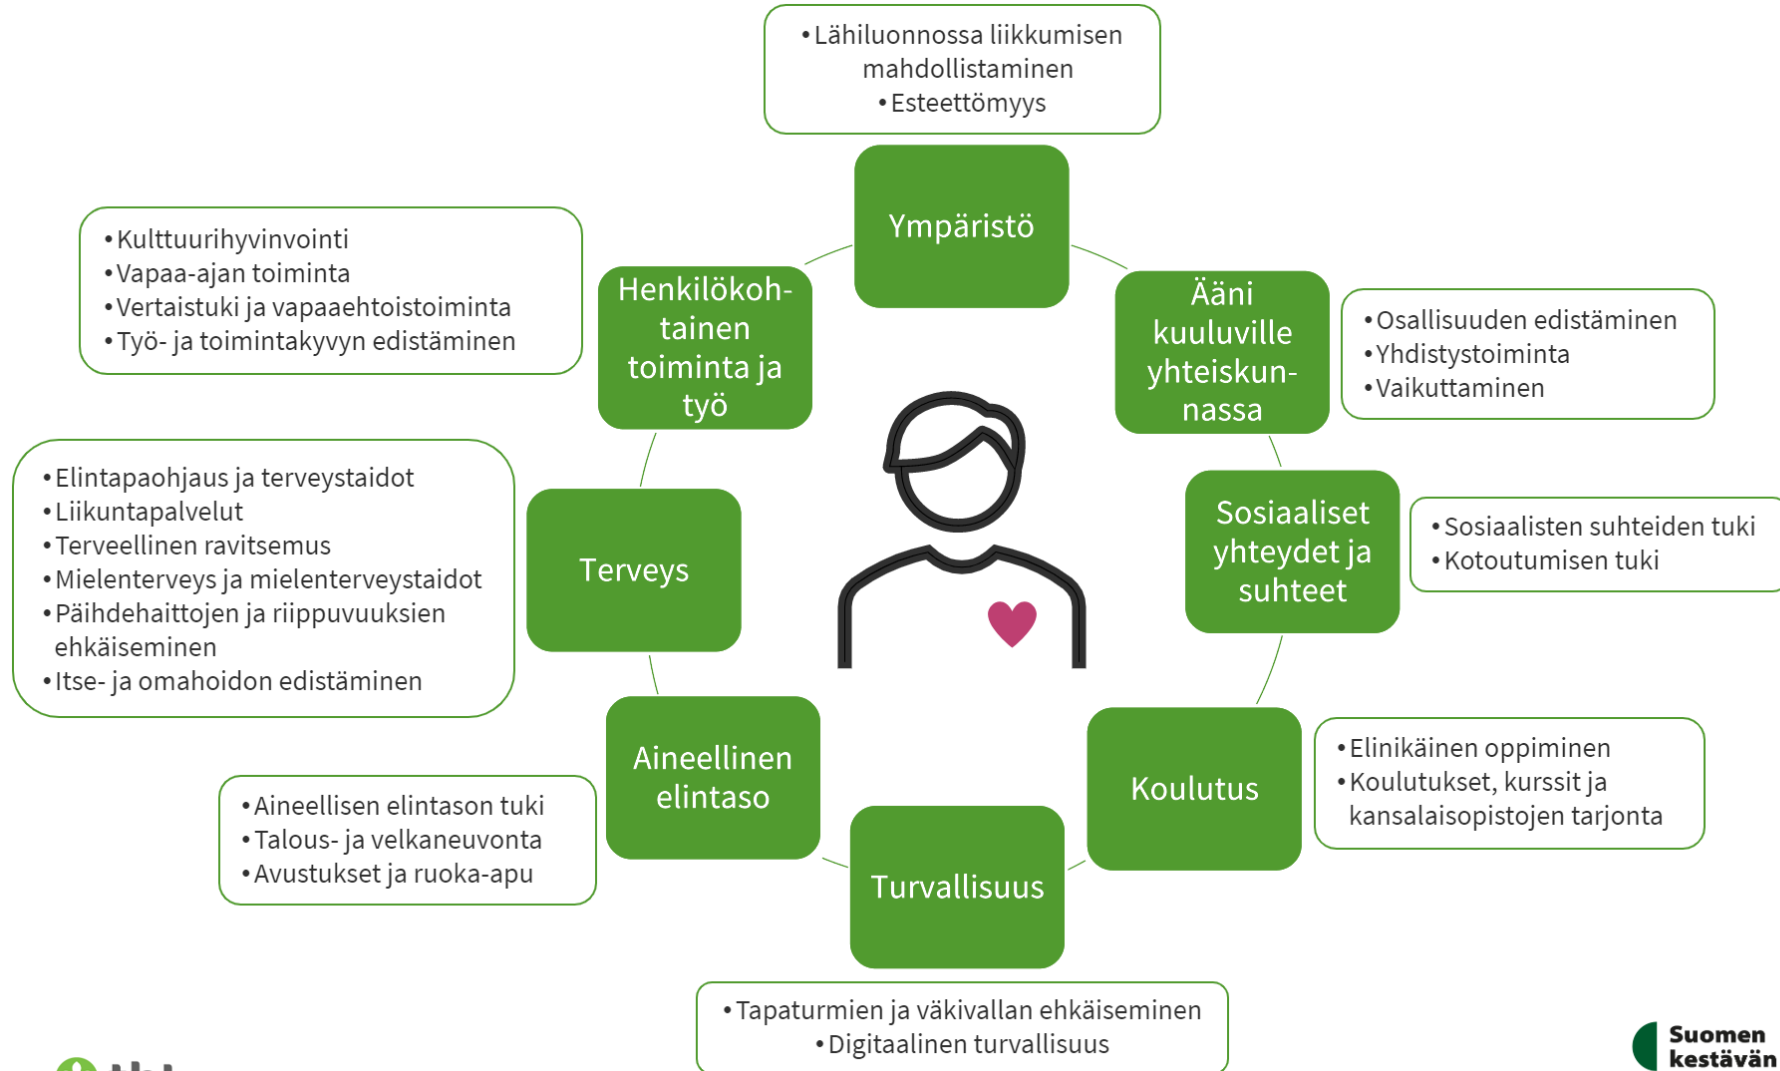 •Lähiluonnossa liikkumisen
mahdollistaminen
•Esteettömyys
Ympäristö
•Kulttuurihyvinvointi
•Vapaa-ajan toiminta
•Vertaistuki ja vapaaehtoistoiminta
•Työ- ja toimintakyvyn edistäminen
Henkilökoh-
tainen
toiminta ja
työ
Ääni
kuuluville
yhteiskun-
nassa
•Osallisuuden edistäminen
•Yhdistystoiminta
•Vaikuttaminen
•Elintapaohjaus ja terveystaidot
•Liikuntapalvelut
•Terveellinen ravitsemus
•Mielenterveys ja mielenterveystaidot
•Päihdehaittojen ja riippuvuuksien
ehkäiseminen
•Itse- ja omahoidon edistäminen
Terveys
Sosiaaliset
yhteydet ja
suhteet
•Sosiaalisten suhteiden tuki
•Kotoutumisen tuki
Aineellinen
elintaso
•Aineellisen elintason tuki
•Talous- ja velkaneuvonta
•Avustukset ja ruoka-apu
Koulutus
•Elinikäinen oppiminen
•Koulutukset, kurssit ja
kansalaisopistojen tarjonta
Turvallisuus
•Tapaturmien ja väkivallan ehkäiseminen
•Digitaalinen turvallisuus
Suomen
kestävän